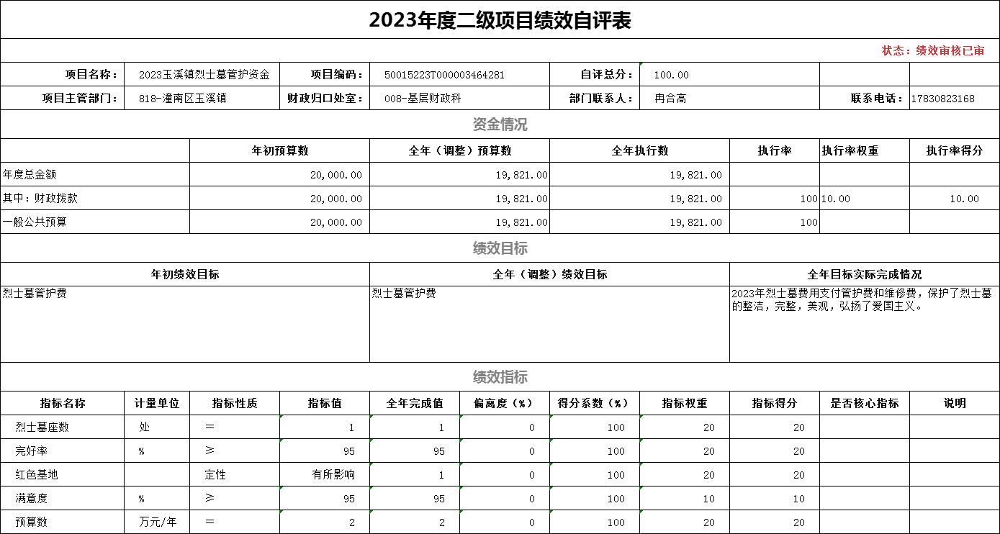 2023年度二级项目绩效自评表
状态：绩效审核已审
项目名称： 2023玉溪镇烈士墓管护资金 项目编码： 50015223T000003464281 自评总分： 100.00
项目主管部门： 818-潼南区玉溪镇 财政归口处室： 008-基层财政科 部门联系人： 冉合高 联系电话： 17830823168
资金情况
年初预算数 全年（调整）预算数 全年执行数 执行率 执行率权重 执行率得分
年度总金额 20,000.00 19,821.00 19,821.00
其中：财政拨款 20,000.00 19,821.00 19,821.00 100 10.00 10.00
一般公共预算 20,000.00 19,821.00 19,821.00 100
绩效目标
年初绩效目标 全年（调整）绩效目标 全年目标实际完成情况
烈士墓管护费 烈士墓管护费 2023年烈士墓费用支付管护费和维修费，保护了烈士墓
的整洁，完整，美观，弘扬了爱国主义。
绩效指标
指标名称 计量单位 指标性质 指标值 全年完成值 偏离度（%） 得分系数（%） 指标权重 指标得分 是否核心指标 说明
烈士墓座数 处 ＝ 1 1 0 100 20 20
完好率 % ≥ 95 95 0 100 20 20
红色基地 定性 有所影响 1 0 100 20 20
满意度 % ≥ 95 95 0 100 10 10
预算数 万元/年 ＝ 2 2 0 100 20 20